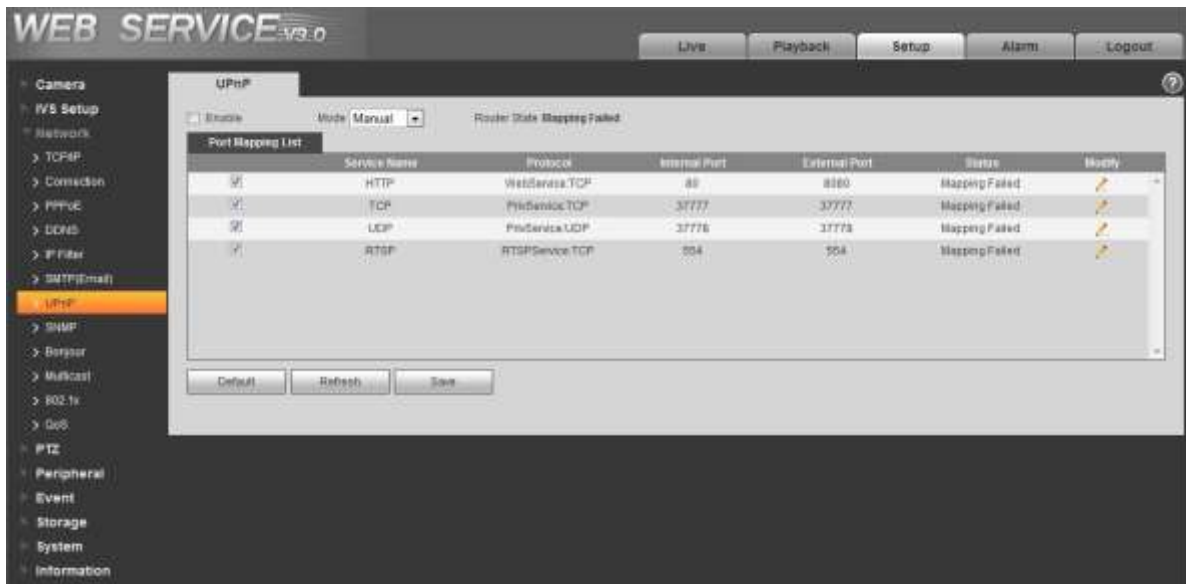 WEB SERVICE V3.0
Live Playback Setup Alarm Logout
Camera
IVS Setup
Network
TCP/IP
Connection
PPPoE
DDNS
IP Filter
SMTP(Email)
UPnP
SNMP
Bonjour
Multicast
802.1x
QoS
PTZ
Peripheral
Event
Storage
System
Information
UPnP
Enable Mode Manual Router State Mapping Failed
Port Mapping List
Service Name Protocol Internal Port External Port Status Modify
HTTP WebService:TCP 80 8080 Mapping Failed
TCP PrivService:TCP 37777 37777 Mapping Failed
UDP PrivService:UDP 37778 37778 Mapping Failed
RTSP RTSPService:TCP 554 554 Mapping Failed
Default Refresh Save